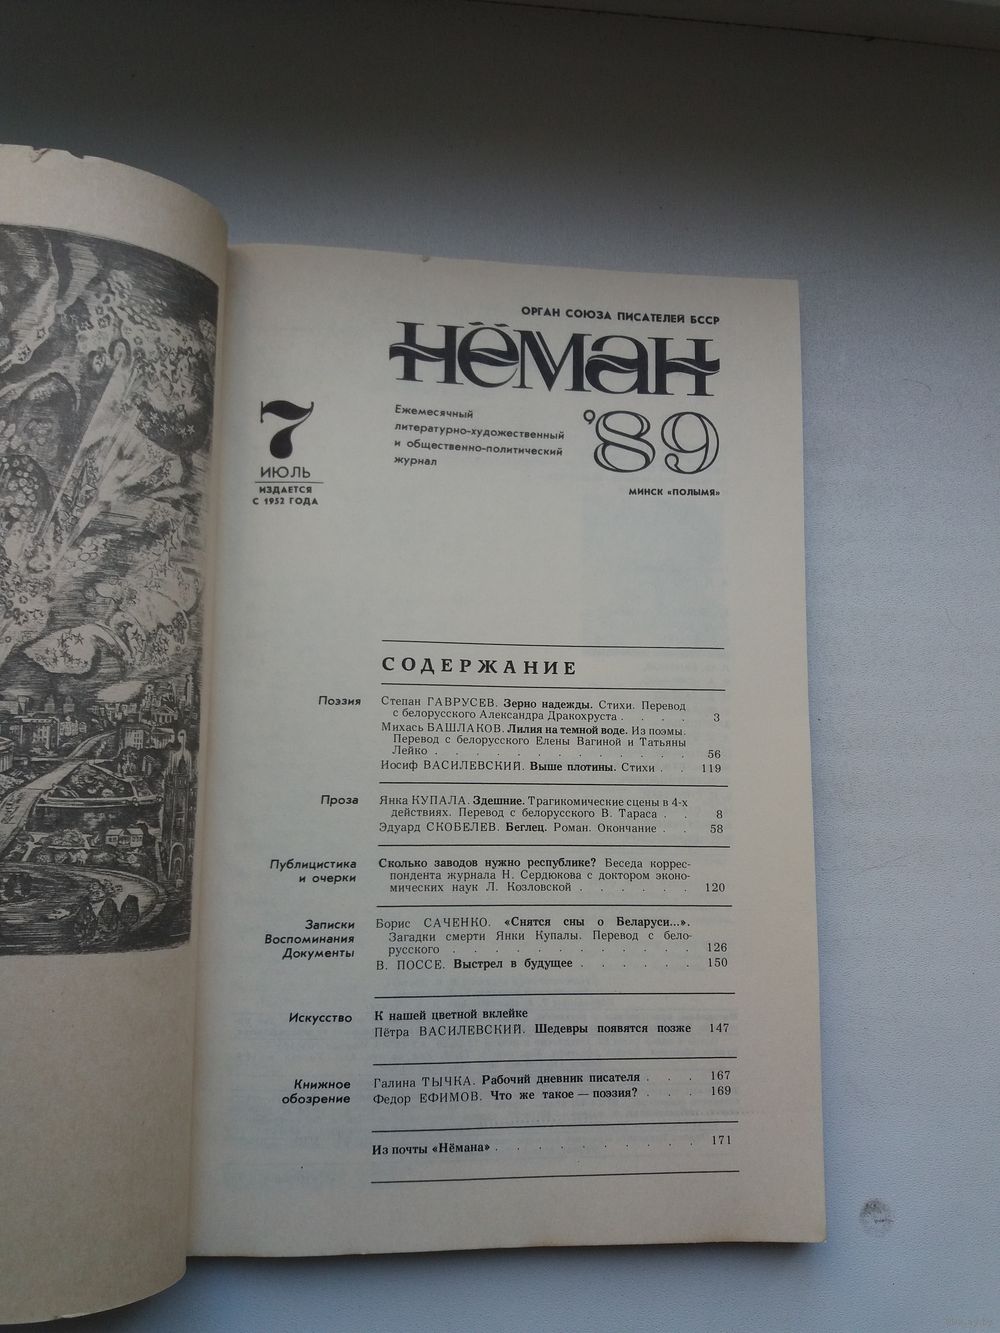 ОРГАН СОЮЗА ПИСАТЕЛЕЙ БССР
НЁМАН
7
ИЮЛЬ
ИЗДАЕТСЯ
С 1952 ГОДА
Ежемесячный
литературно-художественный
и общественно-политический
журнал
'89
МИНСК «ПОЛЫМЯ»
СОДЕРЖАНИЕ
Поэзия
Степан ГАВРУСЕВ. Зерно надежды. Стихи. Перевод
с белорусского Александра Дракохруста . . . . 3
Михась БАШЛАКОВ. Лилия на темной воде. Из поэмы.
Перевод с белорусского Елены Вагиной и Татьяны
Лейко . . . . . . . . . . . . . 56
Иосиф ВАСИЛЕВСКИЙ. Выше плотины. Стихи . . 119
Проза
Янка КУПАЛА. Здешние. Трагикомические сцены в 4-х
действиях. Перевод с белорусского В. Тараса . . 8
Эдуард СКОБЕЛЕВ. Беглец. Роман. Окончание . . 58
Публицистика
и очерки
Сколько заводов нужно республике? Беседа коррес-
пондента журнала Н. Сердюкова с доктором эконо-
мических наук Л. Козловской . . . . . . 120
Записки
Воспоминания
Документы
Борис САЧЕНКО. «Снятся сны о Беларуси...».
Загадки смерти Янки Купалы. Перевод с бело-
русского . . . . . . . . . . . . 126
В. ПОССЕ. Выстрел в будущее . . . . . . 150
Искусство
К нашей цветной вклейке
Пётра ВАСИЛЕВСКИЙ. Шедевры появятся позже 147
Книжное
обозрение
Галина ТЫЧКА. Рабочий дневник писателя . . . 167
Федор ЕФИМОВ. Что же такое — поэзия? . . . 169
Из почты «Нёмана» . . . . . . . . . 171